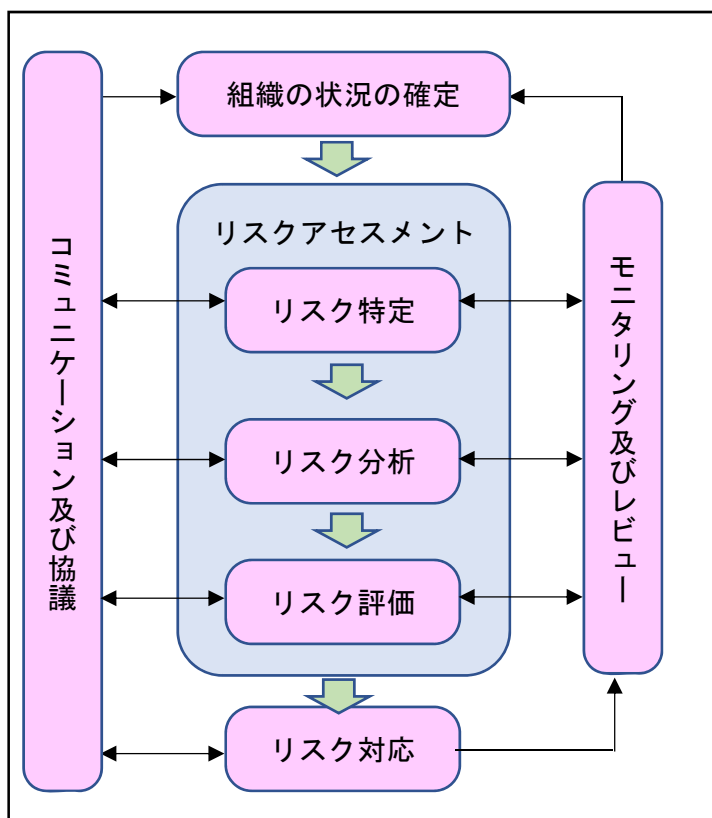 組織の状況の確定
コミュニケーション及び協議
リスクアセスメント
リスク特定
リスク分析
リスク評価
モニタリング及びレビュー
リスク対応